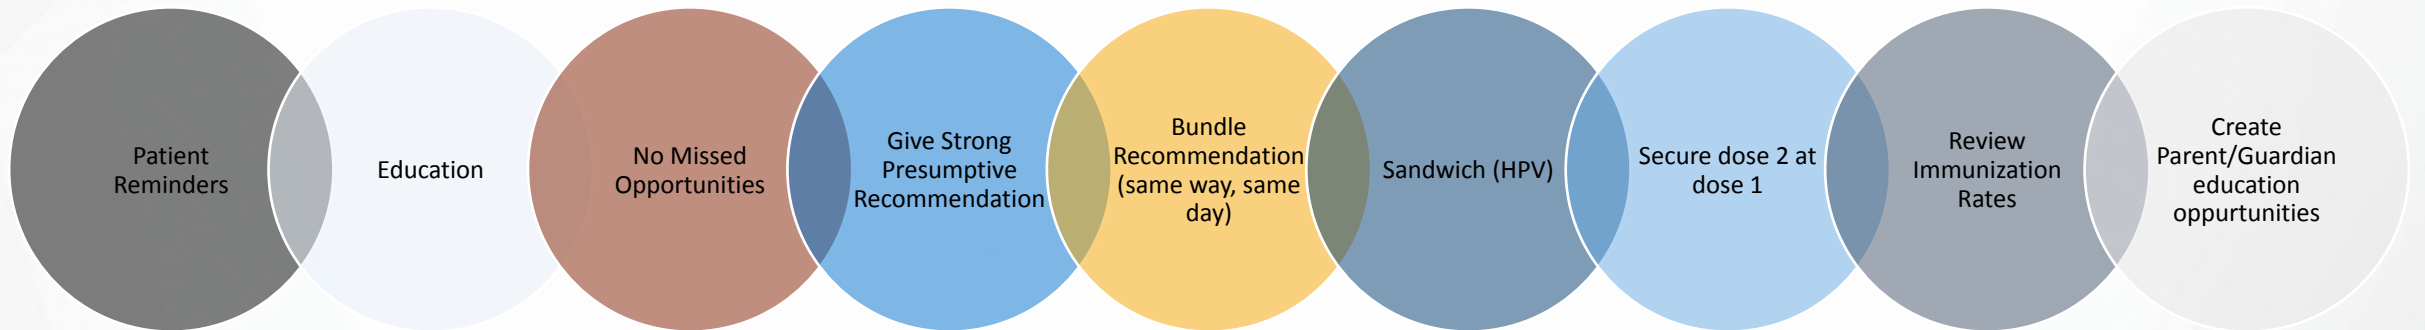 Patient
Reminders
Education
No Missed
Opportunities
Give Strong
Presumptive
Recommendation
Bundle
Recommendation
(same way, same
day)
Sandwich (HPV)
Secure dose 2 at
dose 1
Review
Immunization
Rates
Create
Parent/Guardian
education
oppurtunities